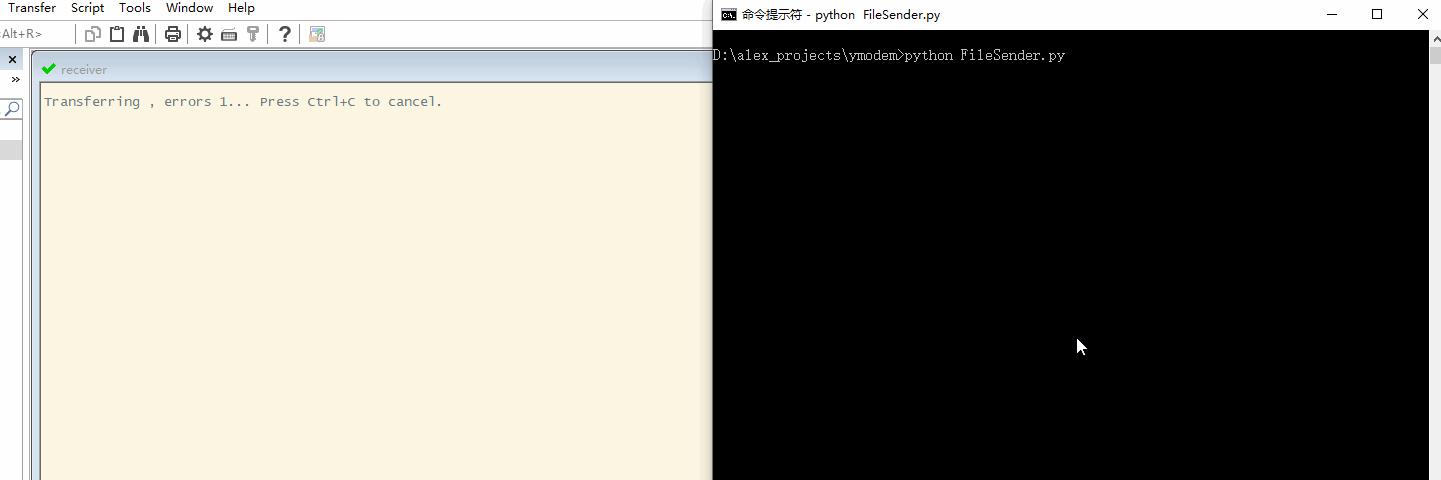 Transfer Script Tools Window Help
Alt+R>
receiver
Transferring , errors 1... Press Ctrl+C to cancel.
命令提示符 - python  FileSender.py
D:\alex_projects\ymodem>python FileSender.py